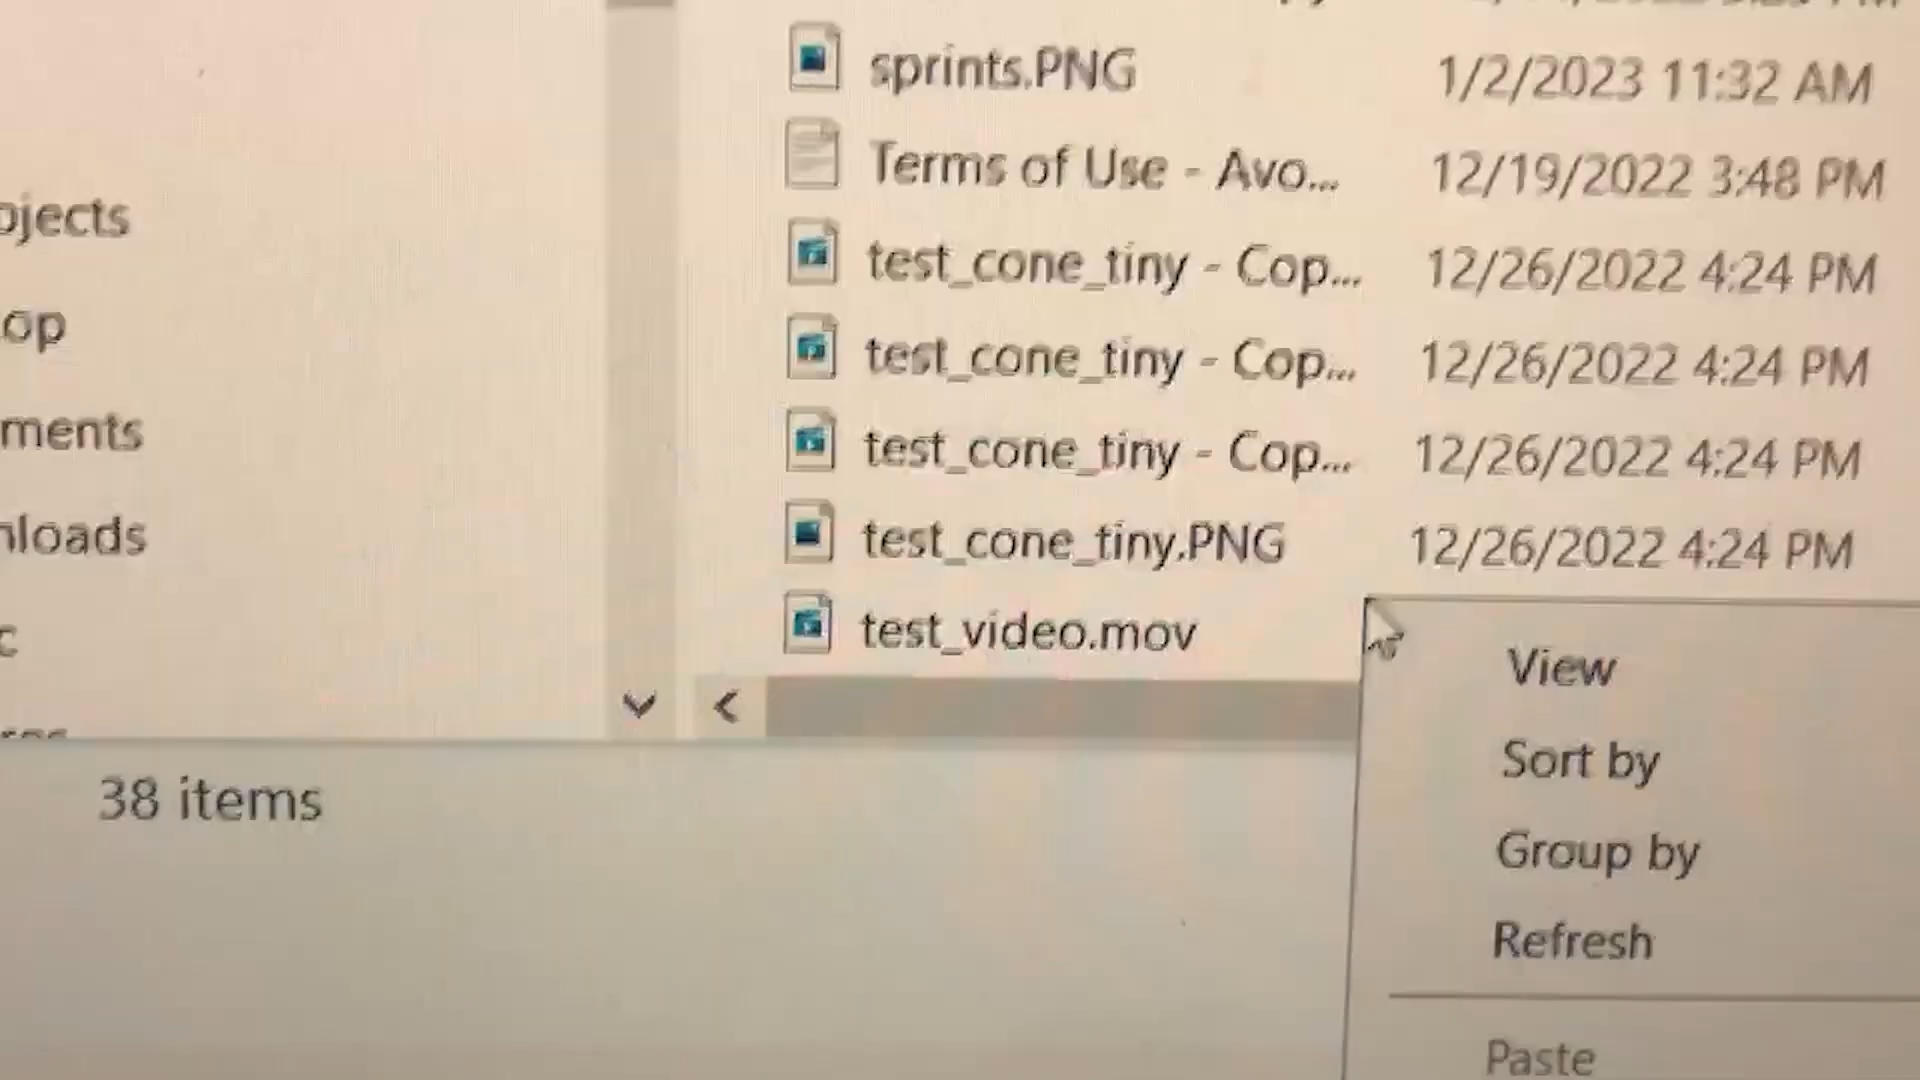 sprints.PNG 1/2/2023 11:32 AM
Terms of Use - Avo... 12/19/2022 3:48 PM
ojects
test_cone_tiny - Cop... 12/26/2022 4:24 PM
op
test_cone_tiny - Cop... 12/26/2022 4:24 PM
ments
test_cone_tiny - Cop... 12/26/2022 4:24 PM
nloads
test_cone_tiny.PNG 12/26/2022 4:24 PM
c
test_video.mov
View
38 items
Sort by
Group by
Refresh
Paste